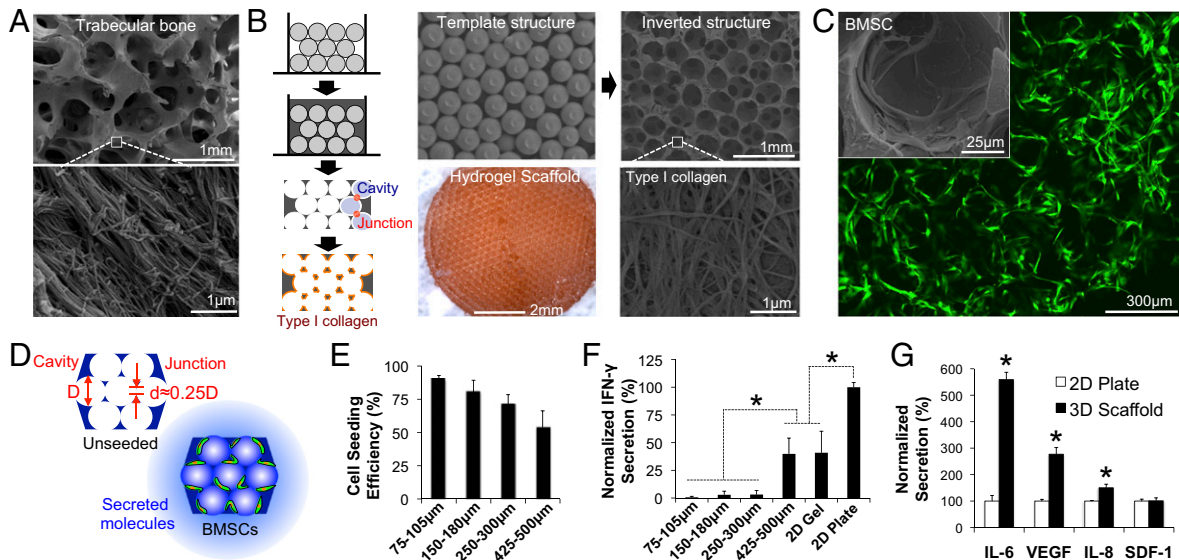 A
Trabecular bone
1mm
1µm
B
Template structure
Inverted structure
1mm
Cavity
Junction
Type I collagen
Hydrogel Scaffold
2mm
Type I collagen
1µm
C
BMSC
25µm
300µm
D
Cavity
Junction
D
d≈0.25D
Unseeded
Secreted
molecules
BMSCs
E
Cell Seeding
Efficiency (%)
100
75
50
25
0
75-105µm
150-180µm
250-300µm
425-500µm
F
Normalized IFN-γ
Secretion (%)
125
100
75
50
25
0
*
*
75-105µm
150-180µm
250-300µm
425-500µm
2D Gel
2D Plate
G
Normalized
Secretion (%)
600
500
400
300
200
100
0
*
*
*
2D Plate
3D Scaffold
IL-6
VEGF
IL-8
SDF-1